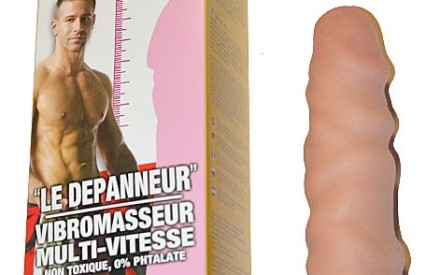 "LE DEPANNEUR"
VIBROMASSEUR
MULTI-VITESSE
NON TOXIQUE, 0% PHTALATE